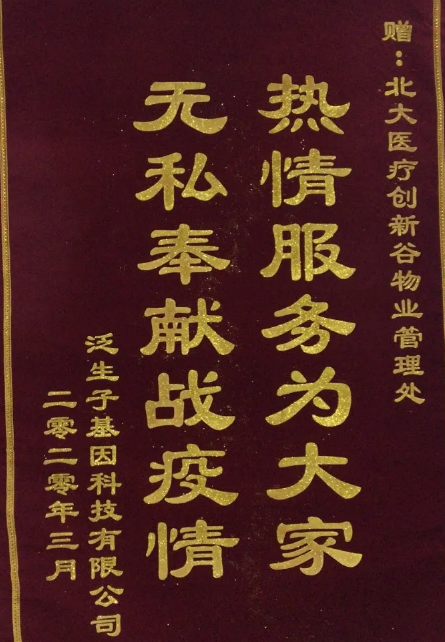 赠：北大医疗创新谷物业管理处
热情服务为大家
无私奉献战疫情
泛生子基因科技有限公司
二零二零年三月